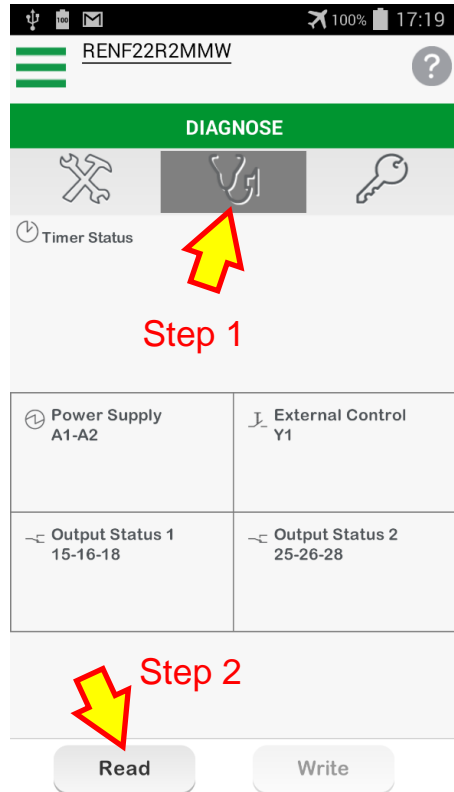 100
100% 17:19
RENF22R2MMW
?
DIAGNOSE
Timer Status
Step 1
Power Supply
A1-A2
External Control
Y1
Output Status 1
15-16-18
Output Status 2
25-26-28
Step 2
Read
Write